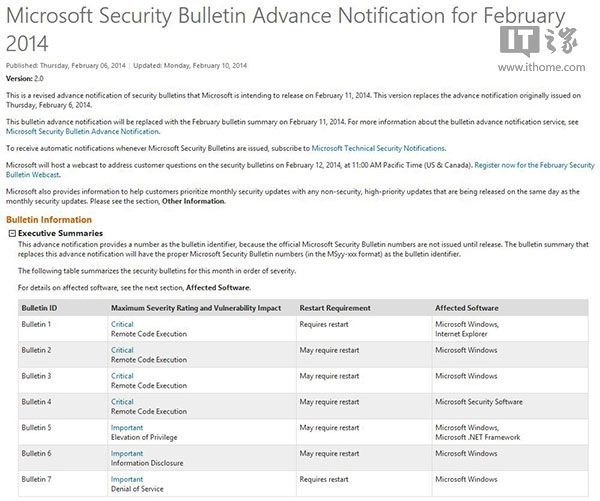 Microsoft Security Bulletin Advance Notification for February
2014
IT之家
www.ithome.com
Published: Thursday, February 06, 2014 | Updated: Monday, February 10, 2014
Version: 2.0
This is a revised advance notification of security bulletins that Microsoft is intending to release on February 11, 2014. This version replaces the advance notification originally issued on
Thursday, February 6, 2014.
This bulletin advance notification will be replaced with the February bulletin summary on February 11, 2014. For more information about the bulletin advance notification service, see
Microsoft Security Bulletin Advance Notification.
To receive automatic notifications whenever Microsoft Security Bulletins are issued, subscribe to Microsoft Technical Security Notifications.
Microsoft will host a webcast to address customer questions on the security bulletins on February 12, 2014, at 11:00 AM Pacific Time (US & Canada). Register now for the February Security
Bulletin Webcast.
Microsoft also provides information to help customers prioritize monthly security updates with any non-security, high-priority updates that are being released on the same day as the
monthly security updates. Please see the section, Other Information.
Bulletin Information
Executive Summaries
This advance notification provides a number as the bulletin identifier, because the official Microsoft Security Bulletin numbers are not issued until release. The bulletin summary that
replaces this advance notification will have the proper Microsoft Security Bulletin numbers (in the MSyy-xxx format) as the bulletin identifier.
The following table summarizes the security bulletins for this month in order of severity.
For details on affected software, see the next section, Affected Software.
Bulletin ID Maximum Severity Rating and Vulnerability Impact Restart Requirement Affected Software
Bulletin 1 Critical Requires restart Microsoft Windows,
Remote Code Execution Internet Explorer
Bulletin 2 Critical May require restart Microsoft Windows
Remote Code Execution
Bulletin 3 Critical May require restart Microsoft Windows
Remote Code Execution
Bulletin 4 Critical May require restart Microsoft Security Software
Remote Code Execution
Bulletin 5 Important May require restart Microsoft Windows,
Elevation of Privilege Microsoft .NET Framework
Bulletin 6 Important May require restart Microsoft Windows
Information Disclosure
Bulletin 7 Important Requires restart Microsoft Windows
Denial of Service